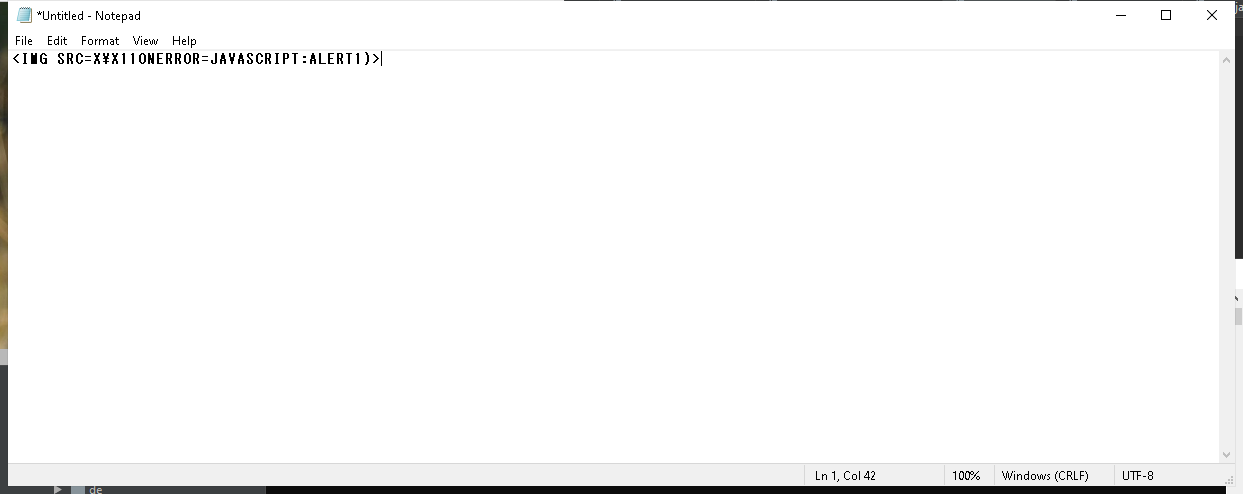 *Untitled - Notepad
File Edit Format View Help
<IMG SRC=X¥X11ONERROR=JAVASCRIPT:ALERT1)>
Ln 1, Col 42 100% Windows (CRLF) UTF-8
de